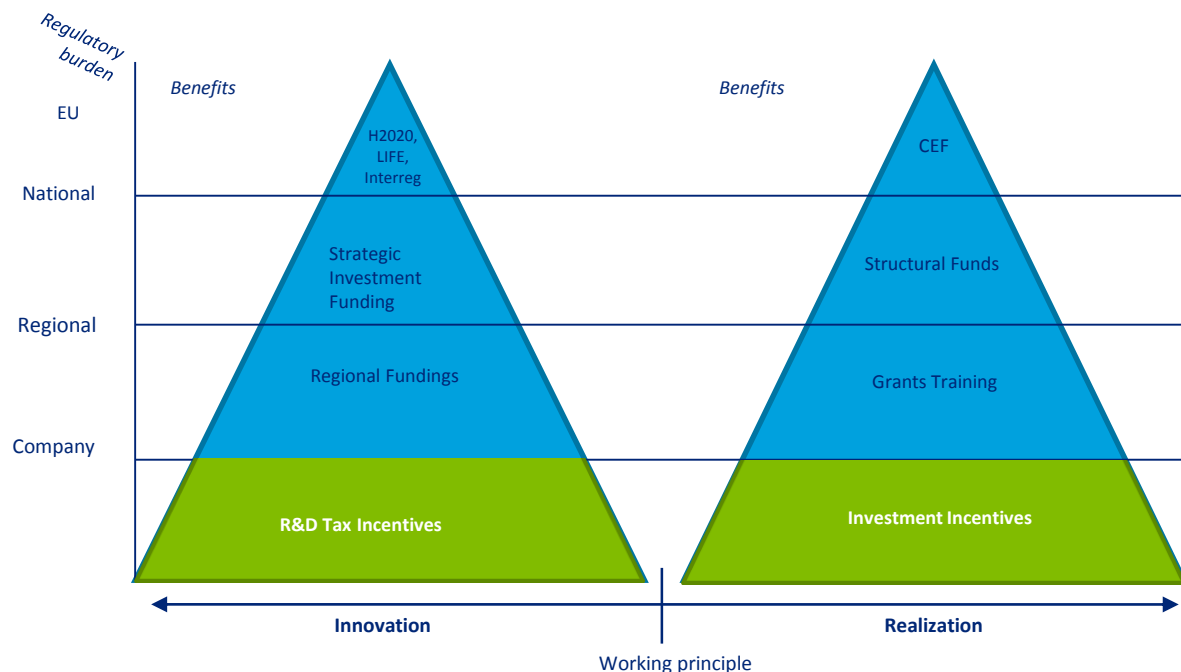 Regulatory
burden
EU
National
Regional
Company
Benefits
H2020,
LIFE,
Interreg
Strategic
Investment
Funding
Regional Fundings
R&D Tax Incentives
Benefits
CEF
Structural Funds
Grants Training
Investment Incentives
Innovation
Realization
Working principle